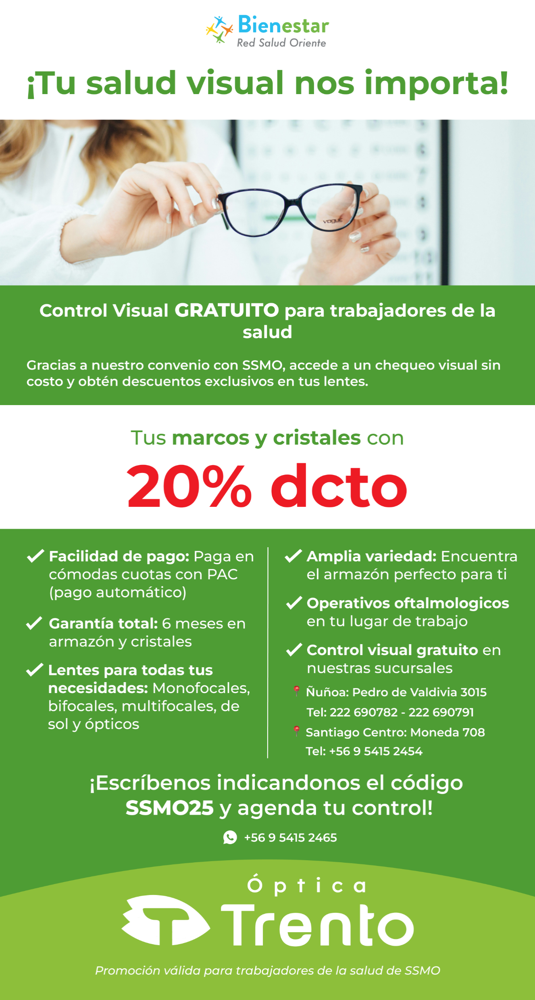 Bienestar
Red Salud Oriente
¡Tu salud visual nos importa!
VOGUE
Control Visual GRATUITO para trabajadores de la
salud
Gracias a nuestro convenio con SSMO, accede a un chequeo visual sin
costo y obtén descuentos exclusivos en tus lentes.
Tus marcos y cristales con
20% dcto
Facilidad de pago: Paga en
cómodas cuotas con PAC
(pago automático)
Garantía total: 6 meses en
armazón y cristales
Lentes para todas tus
necesidades: Monofocales,
bifocales, multifocales, de
sol y ópticos
Amplia variedad: Encuentra
el armazón perfecto para ti
Operativos oftalmologicos
en tu lugar de trabajo
Control visual gratuito en
nuestras sucursales
Ñuñoa: Pedro de Valdivia 3015
Tel: 222 690782 - 222 690791
Santiago Centro: Moneda 708
Tel: +56 9 5415 2454
¡Escríbenos indicandonos el código
SSMO25 y agenda tu control!
+56 9 5415 2465
Óptica
Trento
Promoción válida para trabajadores de la salud de SSMO